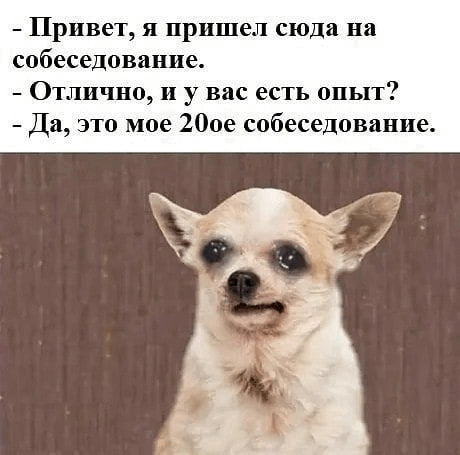 - Привет, я пришел сюда на
собеседование.
- Отлично, и у вас есть опыт?
- Да, это мое 20ое собеседование.